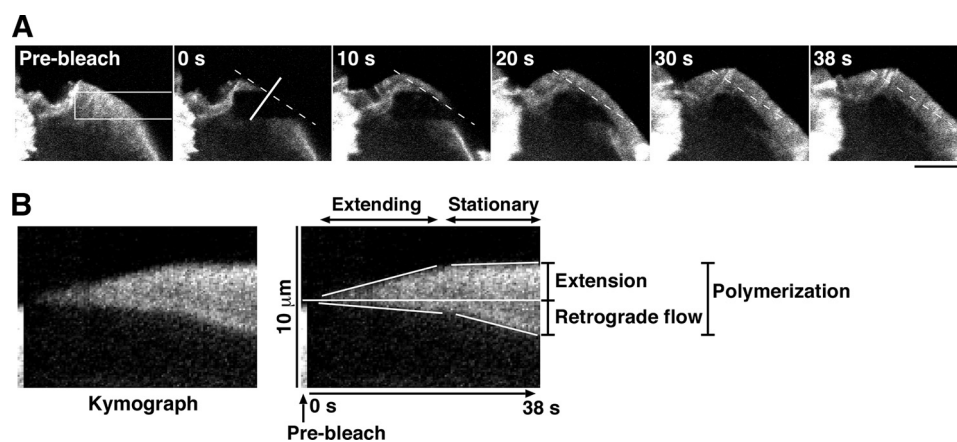 A
Pre-bleach 0 s 10 s 20 s 30 s 38 s
B
Extending Stationary
Extension
Retrograde flow
Polymerization
10 μm
0 s 38 s
Kymograph
Pre-bleach